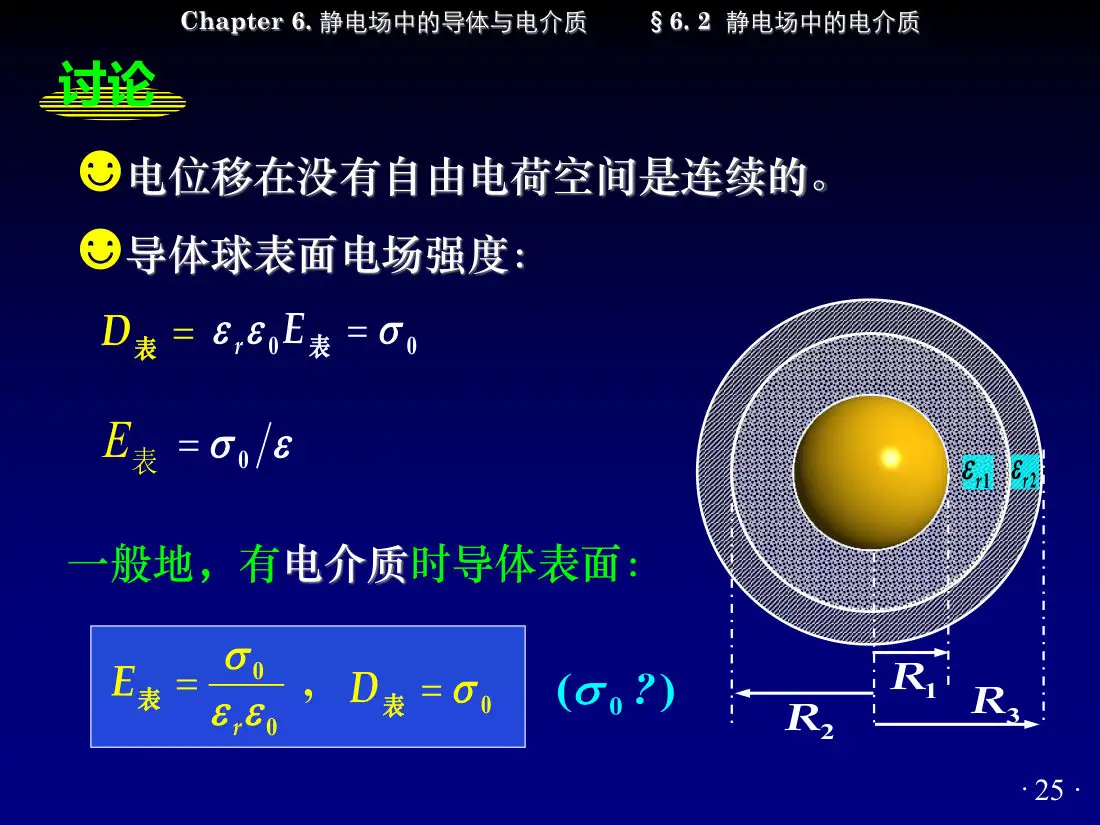 Chapter 6. 静电场中的导体与电介质 §6. 2 静电场中的电介质
讨论
电位移在没有自由电荷空间是连续的。
导体球表面电场强度：
D表 = εrε0E表 = σ0
E表 = σ0/ε
一般地，有电介质时导体表面：
E表 = σ0/εrε0 ， D表 = σ0 (σ0?)
εr1 εr2
R1
R2
R3
· 25 ·